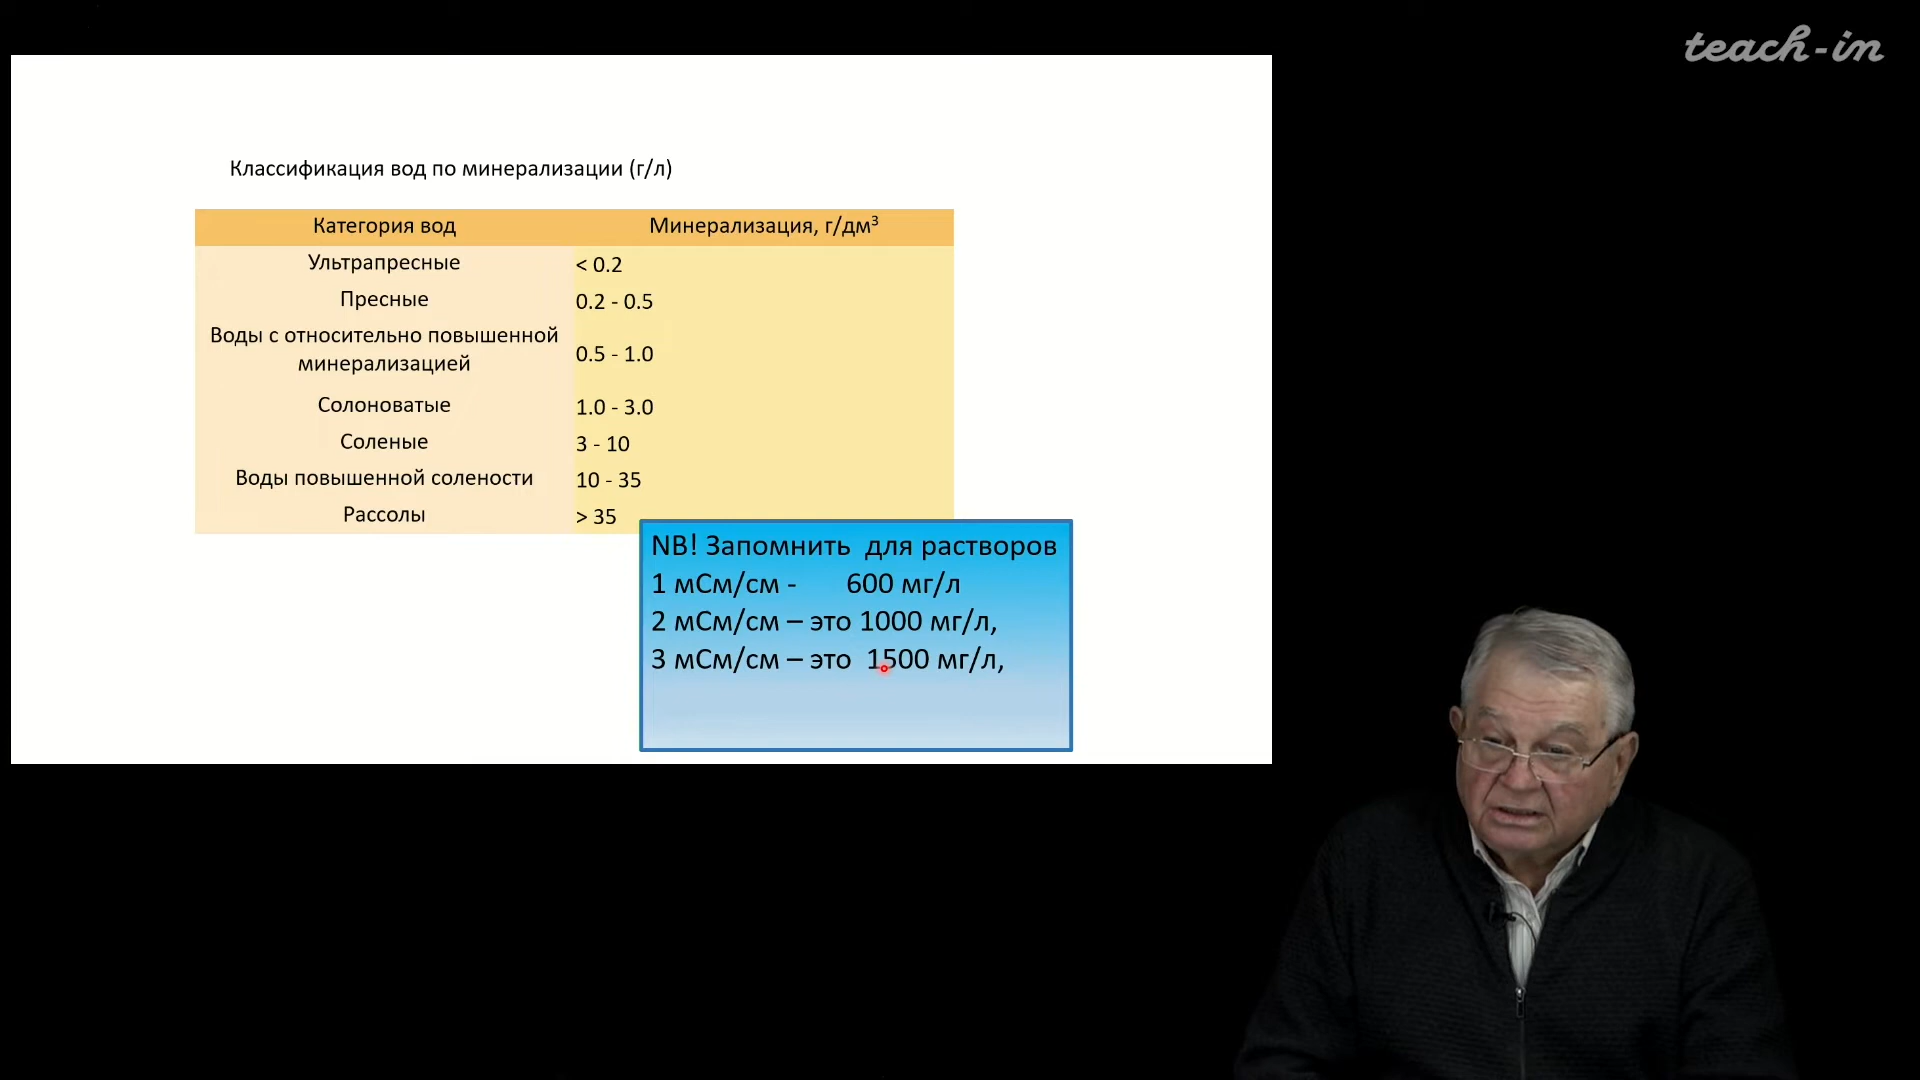 teach-in
Классификация вод по минерализации (г/л)
Категория вод Минерализация, г/дм³
Ультрапресные < 0.2
Пресные 0.2 - 0.5
Воды с относительно повышенной
минерализацией 0.5 - 1.0
Солоноватые 1.0 - 3.0
Соленые 3 - 10
Воды повышенной солености 10 - 35
Рассолы > 35
NB! Запомнить для растворов
1 мСм/см - 600 мг/л
2 мСм/см – это 1000 мг/л,
3 мСм/см – это 1500 мг/л,